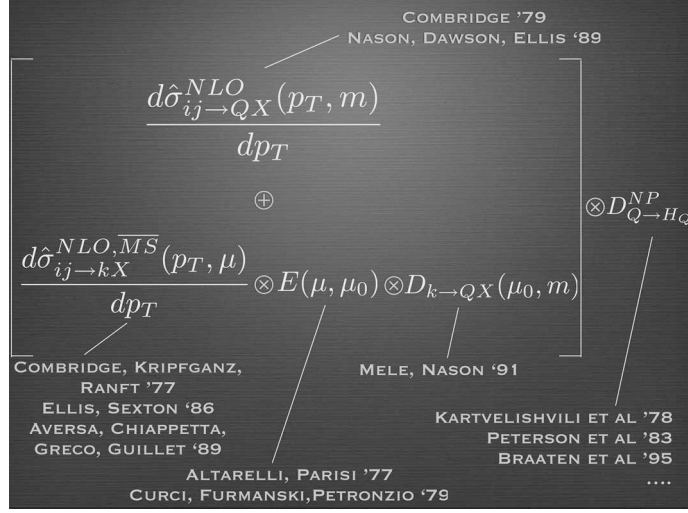 Combridge '79
Nason, Dawson, Ellis '89
dσ̂^{NLO}_{ij→QX}(p_T, m)
dp_T
⊕
⊗D^{NP}_{Q→H_Q}
dσ̂^{NLO,\overline{MS}}_{ij→kX}(p_T, μ)
dp_T
⊗E(μ, μ_0) ⊗D_{k→QX}(μ_0, m)
Combridge, Kripfganz,
Ranft '77
Ellis, Sexton '86
Aversa, Chiappetta,
Greco, Guillet '89
Mele, Nason '91
Kartvelishvili et al '78
Peterson et al '83
Braaten et al '95
....
Altarelli, Parisi '77
Curci, Furmanski,Petronzio '79